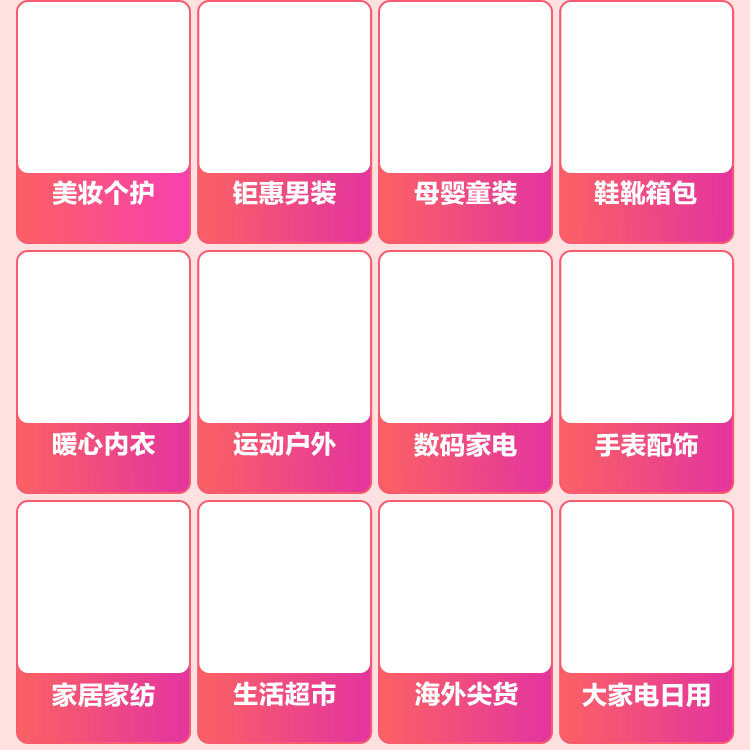 美妆个护
钜惠男装
母婴童装
鞋靴箱包
暖心内衣
运动户外
数码家电
手表配饰
家居家纺
生活超市
海外尖货
大家电日用